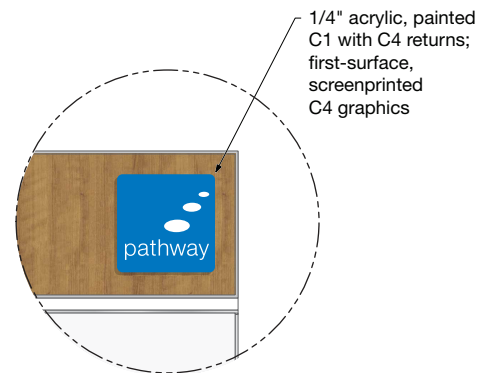 1/4" acrylic, painted
C1 with C4 returns;
first-surface,
screenprinted
C4 graphics
pathway